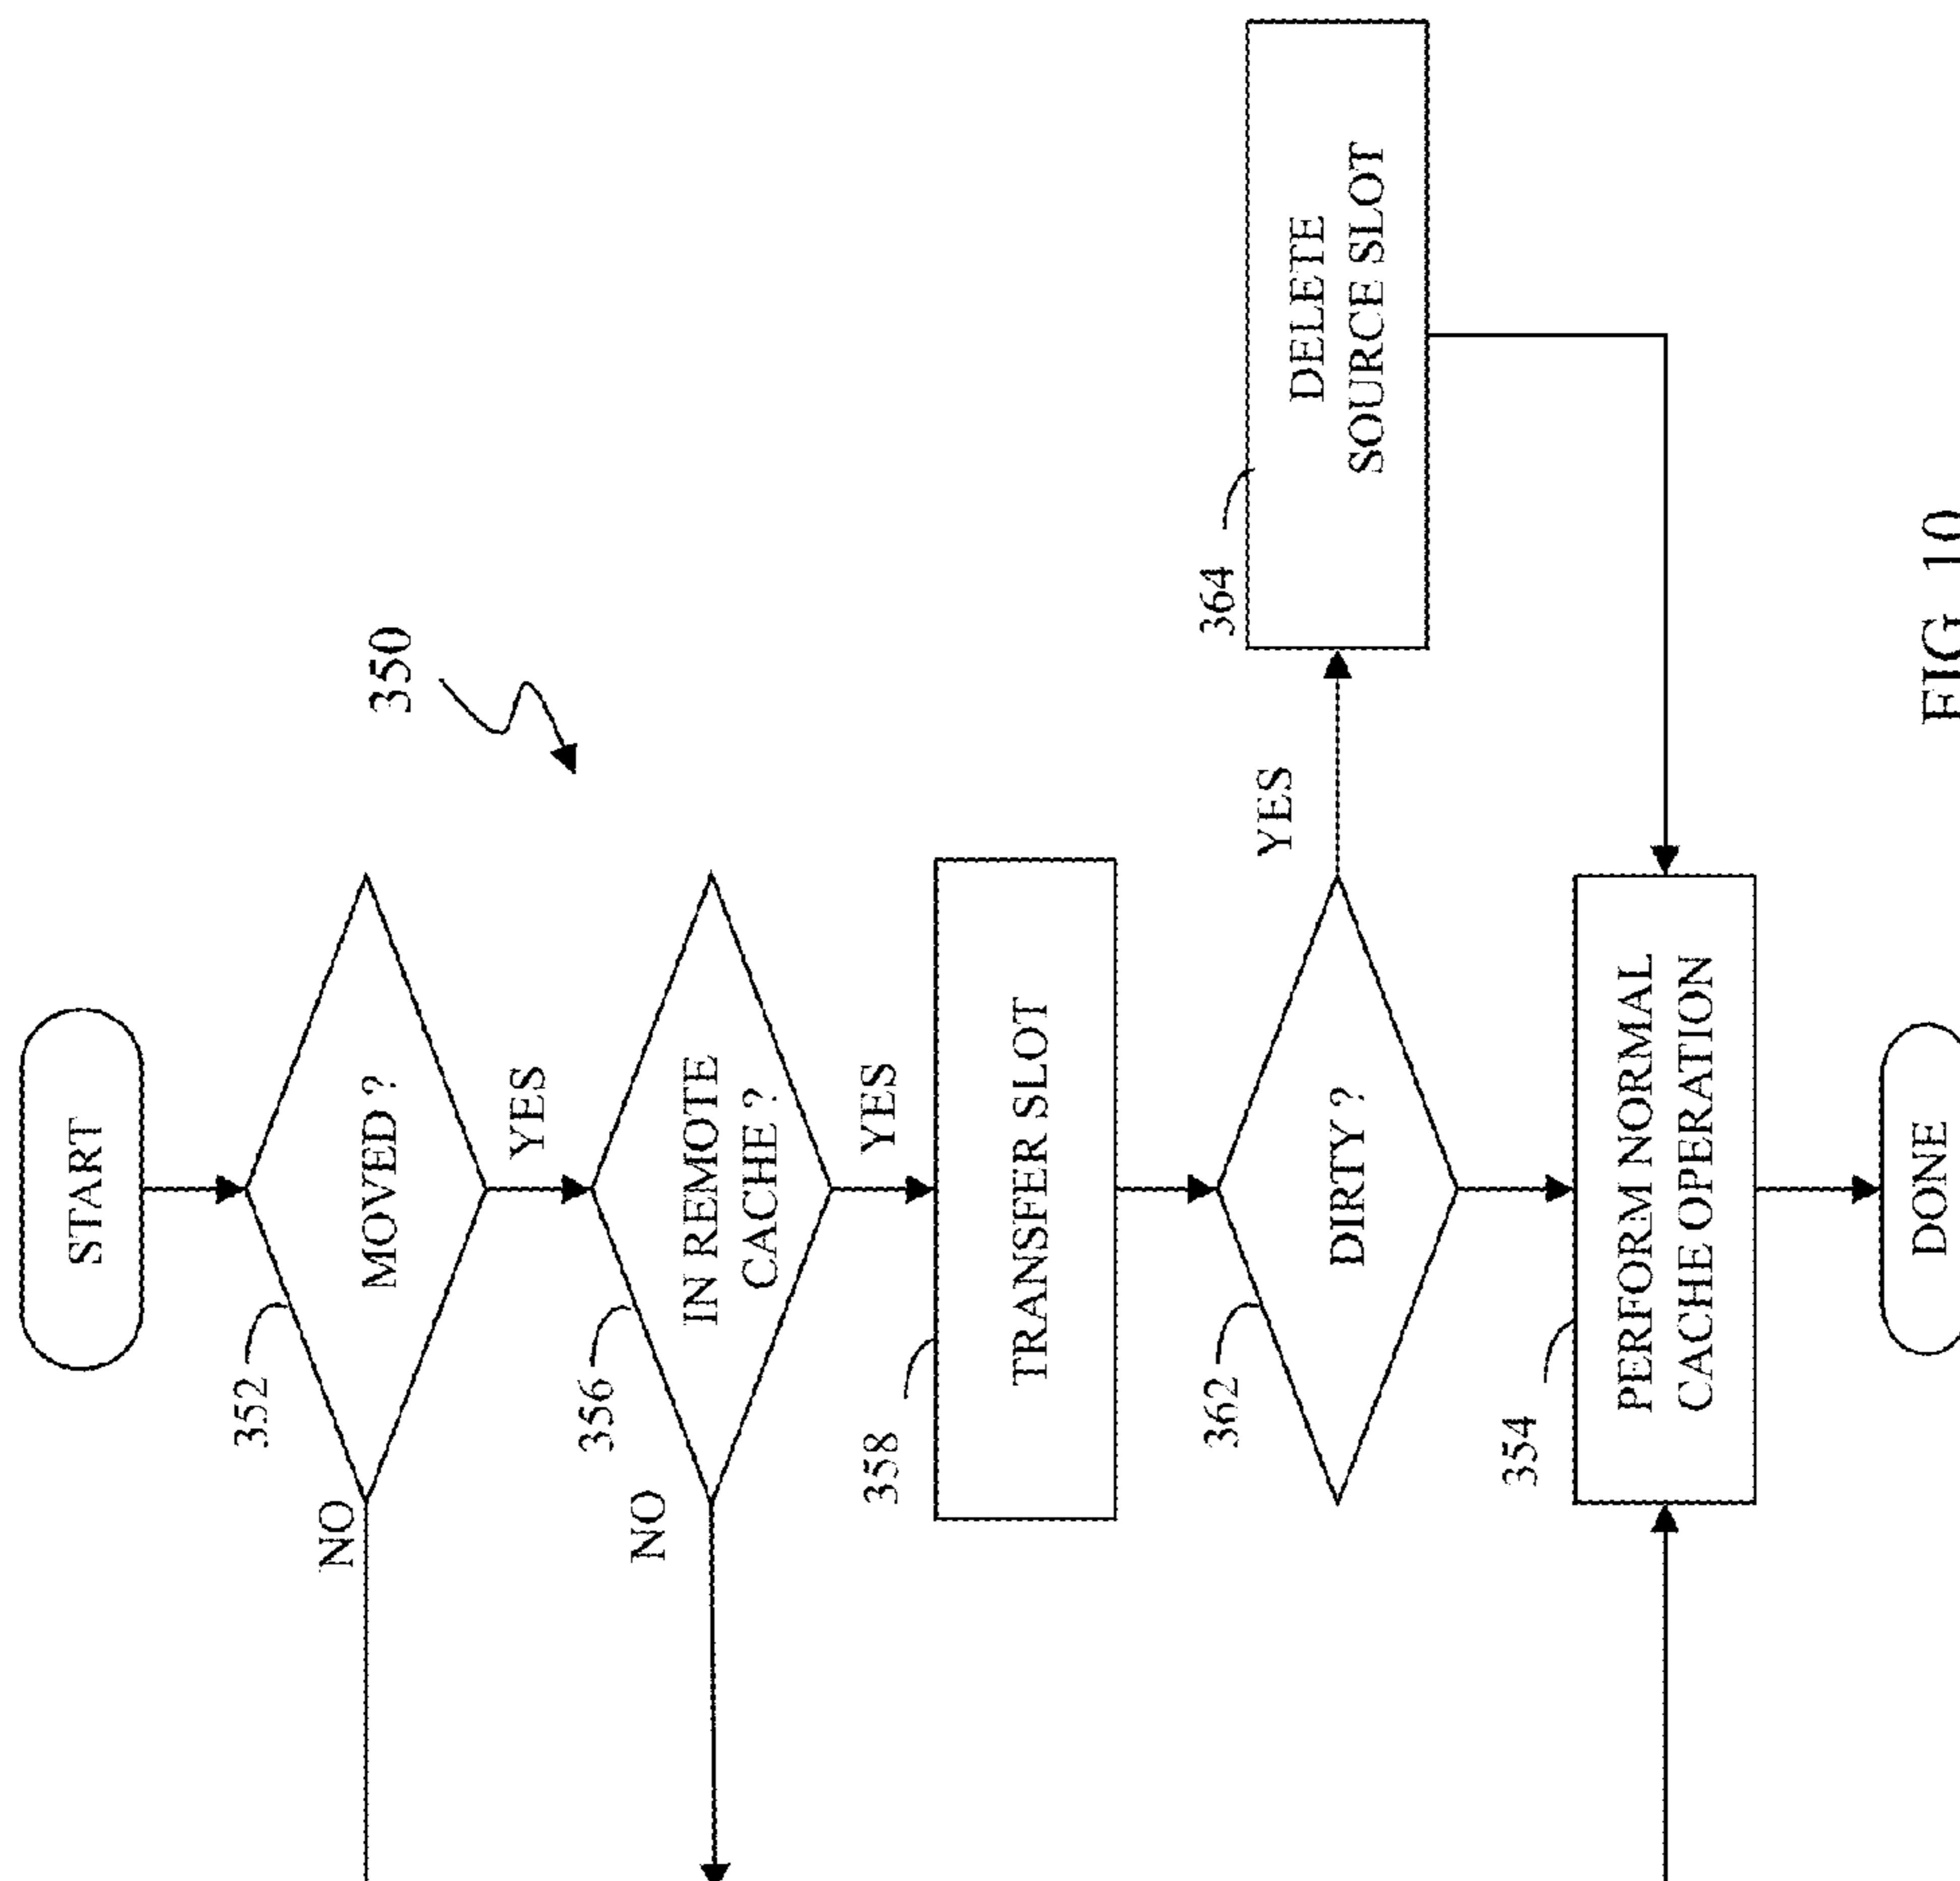 350
START
352
MOVED ?
NO
YES
356
IN REMOTE
CACHE ?
NO
YES
358
TRANSFER SLOT
362
DIRTY ?
YES
364
DELETE
SOURCE SLOT
354
PERFORM NORMAL
CACHE OPERATION
DONE
FIG 10